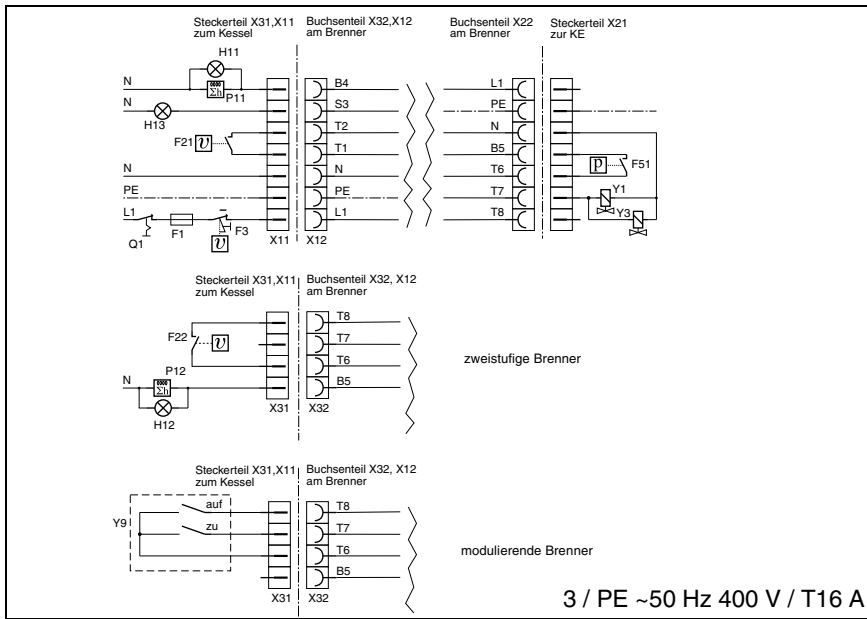 Steckerteil X31,X11
zum Kessel
Buchsenteil X32,X12
am Brenner
Buchsenteil X22
am Brenner
Steckerteil X21
zur KE
H11
N
0000
Σh
P11
B4
L1
N
H13
S3
PE
F21
υ
T2
N
T1
B5
p
F51
N
N
T6
Y1
PE
PE
T7
Y3
L1
Q1
F1
F3
υ
X11
X12
L1
T8
Steckerteil X31,X11
zum Kessel
Buchsenteil X32, X12
am Brenner
T8
F22
υ
T7
zweistufige Brenner
P12
T6
N
0000
Σh
B5
H12
X31
X32
Steckerteil X31,X11
zum Kessel
Buchsenteil X32, X12
am Brenner
auf
T8
Y9
zu
T7
T6
modulierende Brenner
B5
X31
X32
3 / PE ~50 Hz 400 V / T16 A